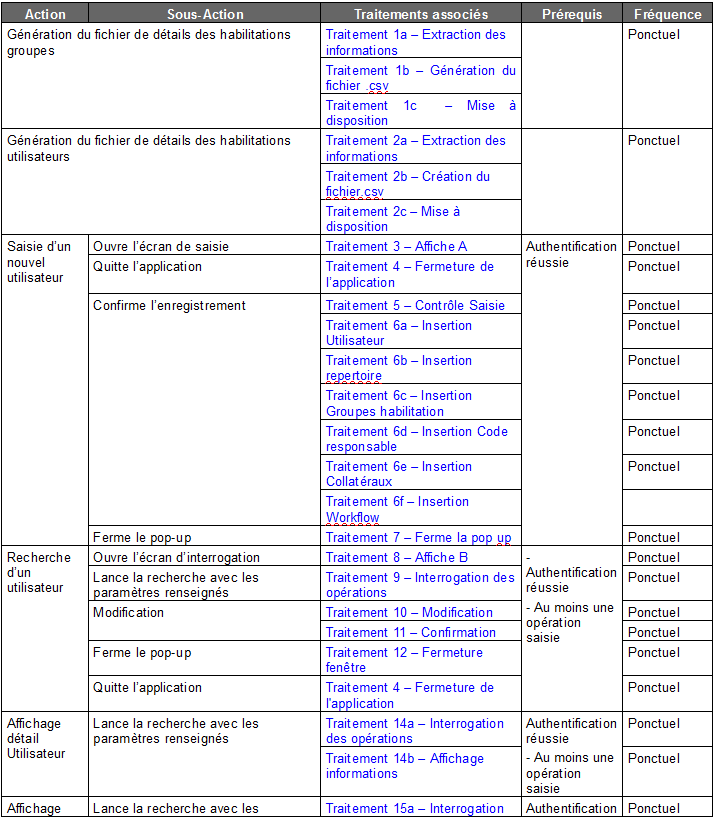 Action Sous-Action Traitements associés Prérequis Fréquence
Génération du fichier de détails des habilitations
groupes
Traitement 1a – Extraction des
informations
Ponctuel
Traitement 1b – Génération du
fichier .csv
Traitement 1c – Mise à
disposition
Génération du fichier de détails des habilitations
utilisateurs
Traitement 2a – Extraction des
informations
Ponctuel
Traitement 2b – Création du
fichier.csv
Traitement 2c – Mise à
disposition
Saisie d’un
nouvel
utilisateur
Ouvre l’écran de saisie
Traitement 3 – Affiche A
Authentification
réussie
Ponctuel
Quitte l’application
Traitement 4 – Fermeture de
l’application
Ponctuel
Confirme l’enregistrement
Traitement 5 – Contrôle Saisie
Ponctuel
Traitement 6a – Insertion
Utilisateur
Ponctuel
Traitement 6b – Insertion
repertoire
Ponctuel
Traitement 6c – Insertion
Groupes habilitation
Ponctuel
Traitement 6d – Insertion Code
responsable
Ponctuel
Traitement 6e – Insertion
Collatéraux
Ponctuel
Traitement 6f – Insertion
Workflow
Ferme le pop-up
Traitement 7 – Ferme la pop up
Ponctuel
Recherche
d’un
utilisateur
Ouvre l’écran d’interrogation
Traitement 8 – Affiche B
-
Authentification
réussie
- Au moins une
opération
saisie
Ponctuel
Lance la recherche avec les
paramètres renseignés
Traitement 9 – Interrogation des
opérations
Ponctuel
Modification
Traitement 10 – Modification
Ponctuel
Traitement 11 – Confirmation
Ponctuel
Ferme le pop-up
Traitement 12 – Fermeture
fenêtre
Ponctuel
Quitte l’application
Traitement 4 – Fermeture de
l'application
Ponctuel
Affichage
détail
Utilisateur
Lance la recherche avec les
paramètres renseignés
Traitement 14a – Interrogation
des opérations
Authentification
réussie
- Au moins une
opération
saisie
Ponctuel
Traitement 14b – Affichage
informations
Ponctuel
Affichage
Lance la recherche avec les
Traitement 15a – Interrogation
Authentification
Ponctuel